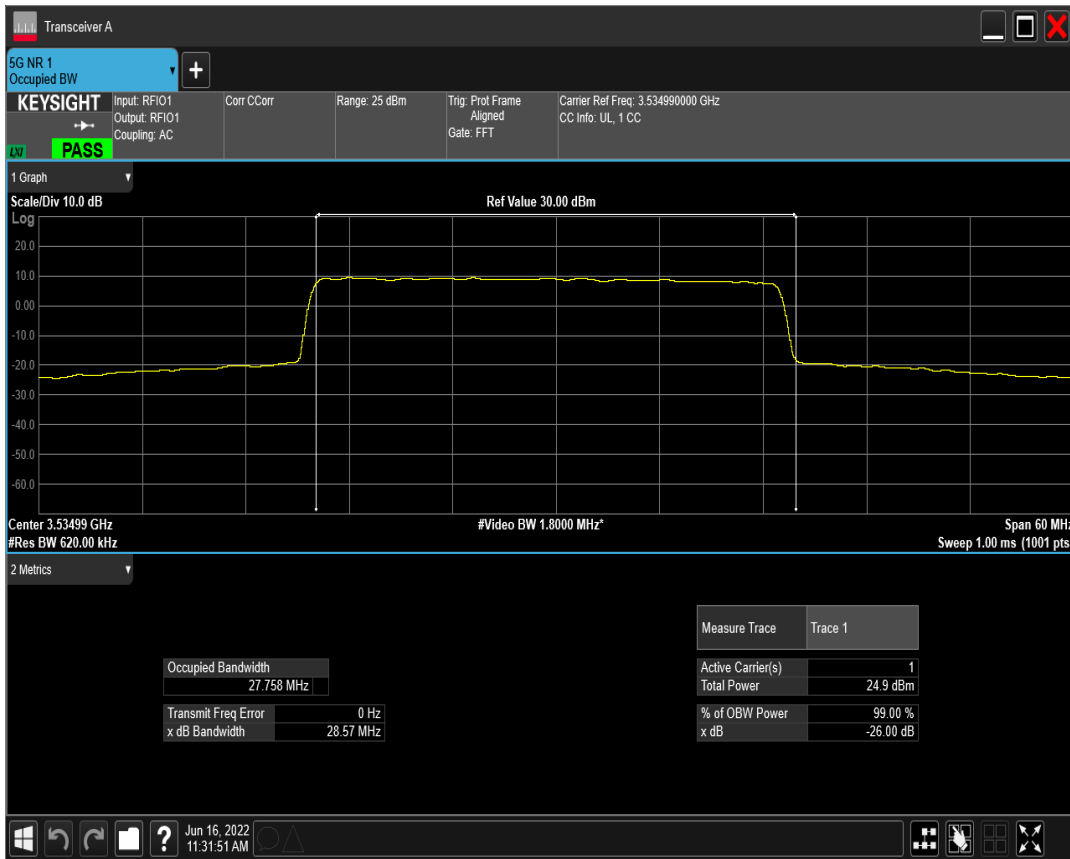 Transceiver A
5G NR 1
Occupied BW
KEYSIGHT
LXI
PASS
Input: RFIO1
Output: RFIO1
Coupling: AC
Corr CCorr
Range: 25 dBm
Trig: Prot Frame
Aligned
Gate: FFT
Carrier Ref Freq: 3.534990000 GHz
CC Info: UL, 1 CC
1 Graph
Scale/Div 10.0 dB
Ref Value 30.00 dBm
Log
20.0
10.0
0.00
-10.0
-20.0
-30.0
-40.0
-50.0
-60.0
Center 3.53499 GHz
#Video BW 1.8000 MHz*
Span 60 MHz
#Res BW 620.00 kHz
Sweep 1.00 ms (1001 pts
2 Metrics
Measure Trace Trace 1
Occupied Bandwidth
27.758 MHz
Active Carrier(s) 1
Total Power 24.9 dBm
Transmit Freq Error 0 Hz
x dB Bandwidth 28.57 MHz
% of OBW Power 99.00 %
x dB -26.00 dB
?
Jun 16, 2022
11:31:51 AM